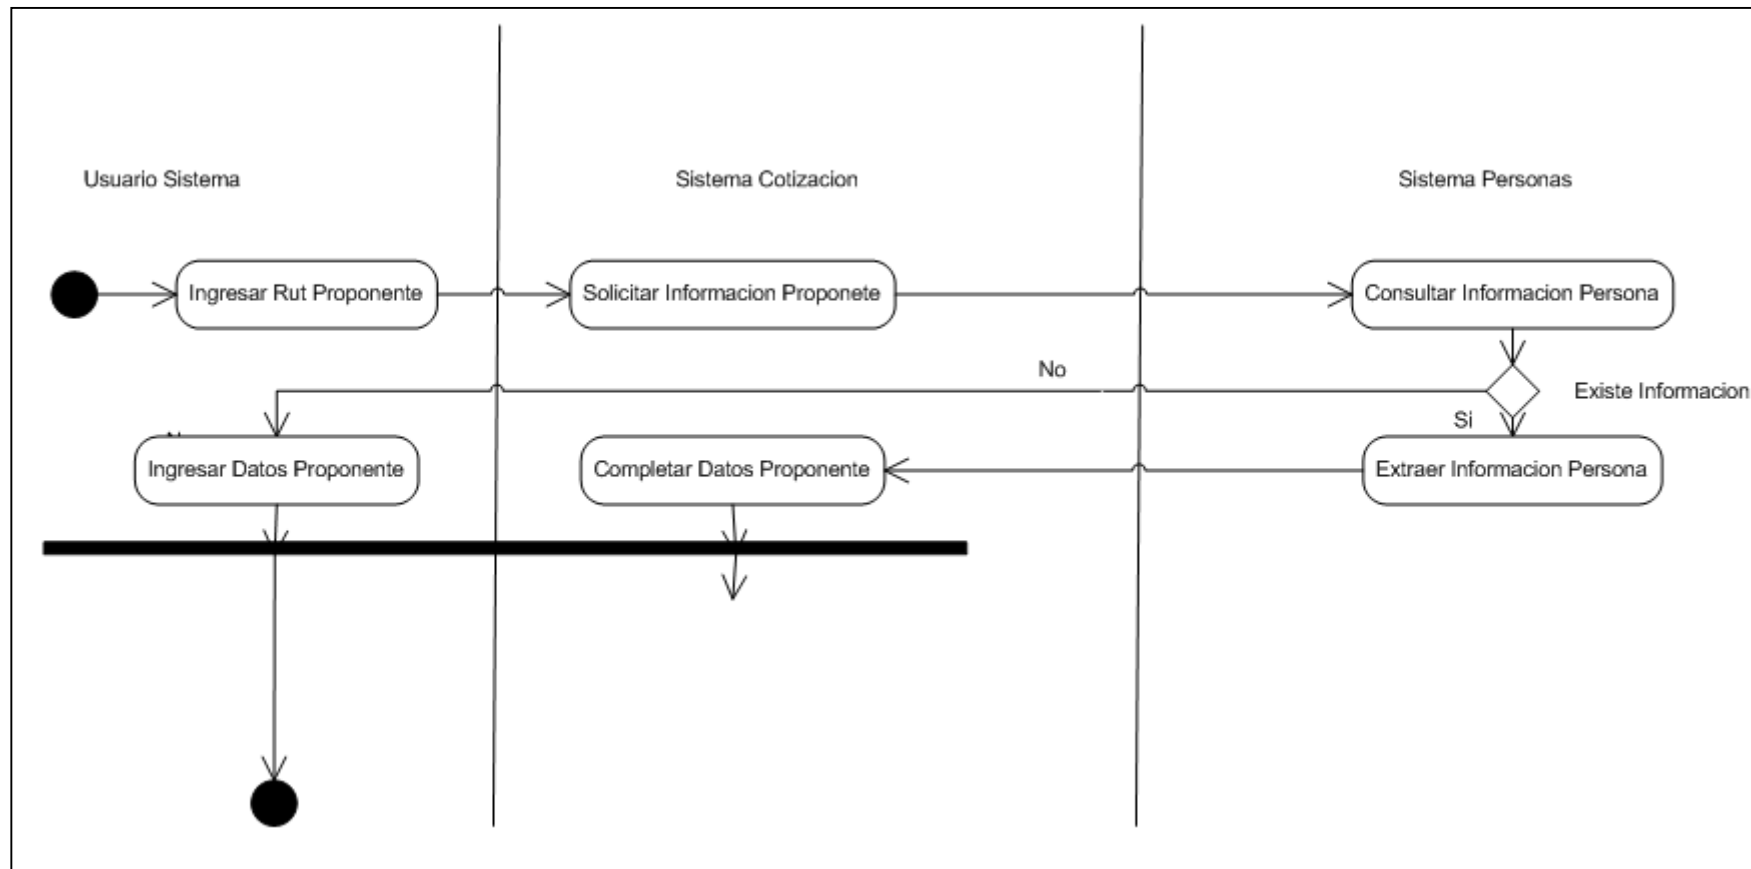 Usuario Sistema
Sistema Cotizacion
Sistema Personas
Ingresar Rut Proponente
Solicitar Informacion Proponete
Consultar Informacion Persona
No
Existe Informacion
Si
Ingresar Datos Proponente
Completar Datos Proponente
Extraer Informacion Persona